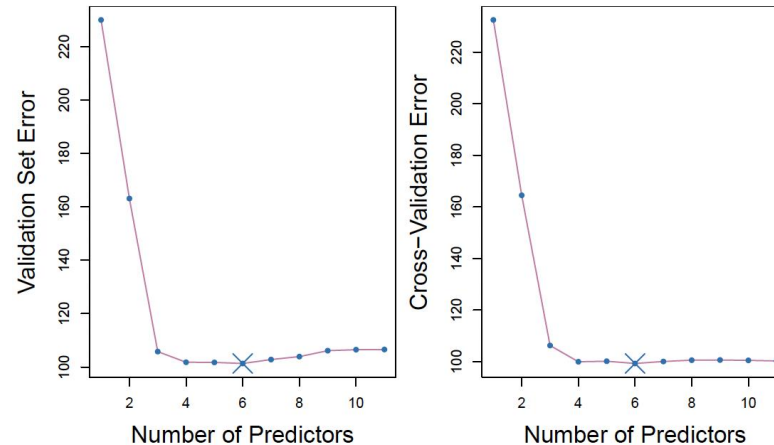 Validation Set Error
220
200
180
160
140
120
100
2 4 6 8 10
Number of Predictors
Cross−Validation Error
220
200
180
160
140
120
100
2 4 6 8 10
Number of Predictors